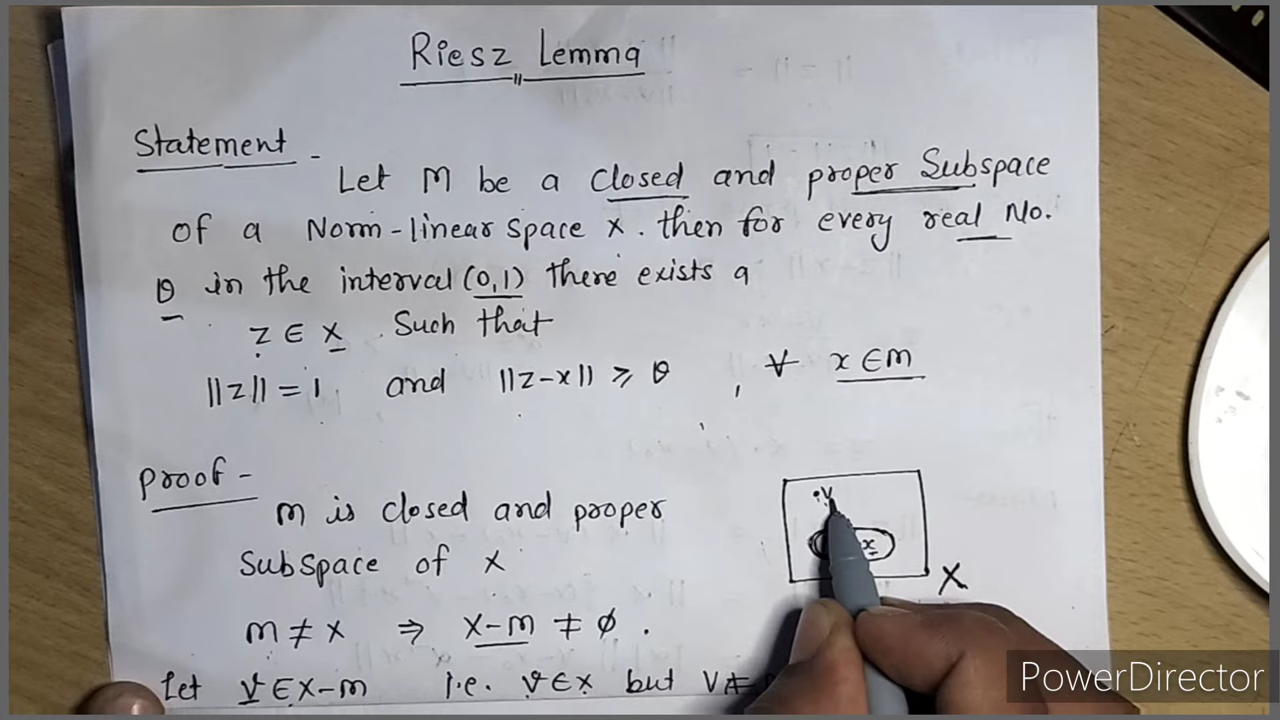 Riesz Lemma
Statement -
Let M be a closed and proper Subspace
of a Norm-linear space X. then for every real No.
θ in the interval (0,1) there exists a
z ∈ X Such that
||z|| = 1 and ||z-x|| ≥ θ , ∀ x ∈ m
Proof -
m is closed and proper
Subspace of X
m ≠ X ⇒ X-m ≠ ϕ .
Let v ∈ X-m i.e. v ∈ X but v ∉
.v
x
X
PowerDirector